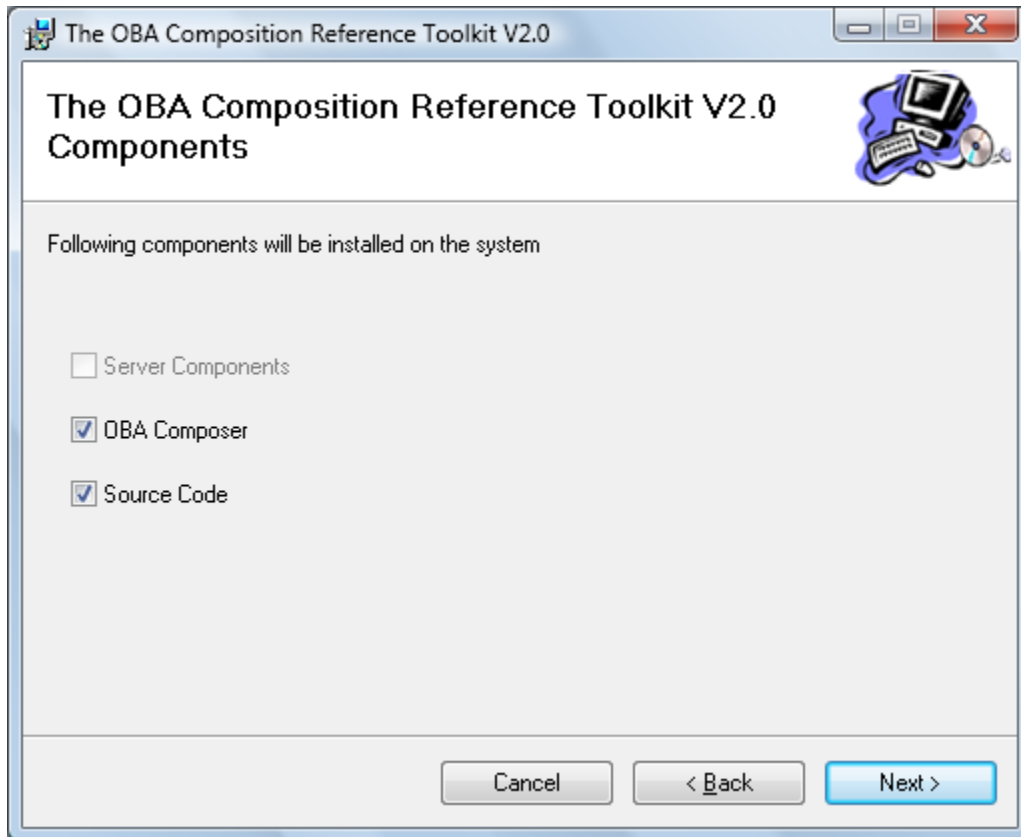 The OBA Composition Reference Toolkit V2.0
The OBA Composition Reference Toolkit V2.0
Components
Following components will be installed on the system
Server Components
OBA Composer
Source Code
Cancel
< Back
Next >